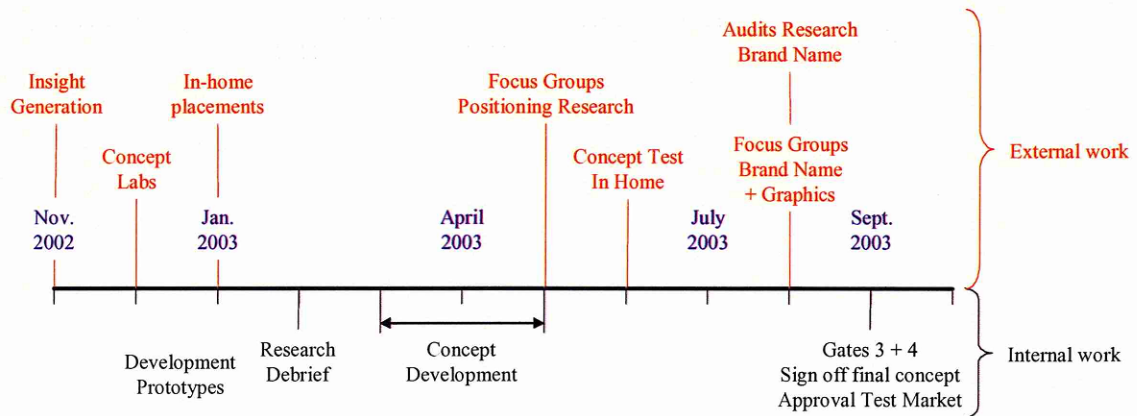 Audits Research
Brand Name
Insight
Generation
In-home
placements
Focus Groups
Positioning Research
Concept
Labs
Concept Test
In Home
Focus Groups
Brand Name
+ Graphics
External work
Nov.
2002
Jan.
2003
April
2003
July
2003
Sept.
2003
Development
Prototypes
Research
Debrief
Concept
Development
Gates 3 + 4
Sign off final concept
Approval Test Market
Internal work